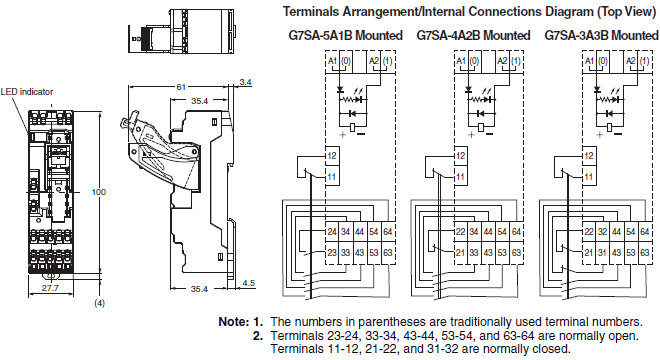 Terminals Arrangement/Internal Connections Diagram (Top View)
G7SA-5A1B Mounted G7SA-4A2B Mounted G7SA-3A3B Mounted
LED indicator
61
3.4
35.4
100
27.7
(4)
35.4
4.5
A1 (0) A2 (1)
+ −
12
11
24 34 44 54 64
23 33 43 53 63
A1 (0) A2 (1)
+ −
12
11
22 34 44 54 64
21 33 43 53 63
A1 (0) A2 (1)
+ −
12
11
22 32 44 54 64
21 31 43 53 63
Note: 1. The numbers in parentheses are traditionally used terminal numbers.
2. Terminals 23-24, 33-34, 43-44, 53-54, and 63-64 are normally open.
Terminals 11-12, 21-22, and 31-32 are normally closed.